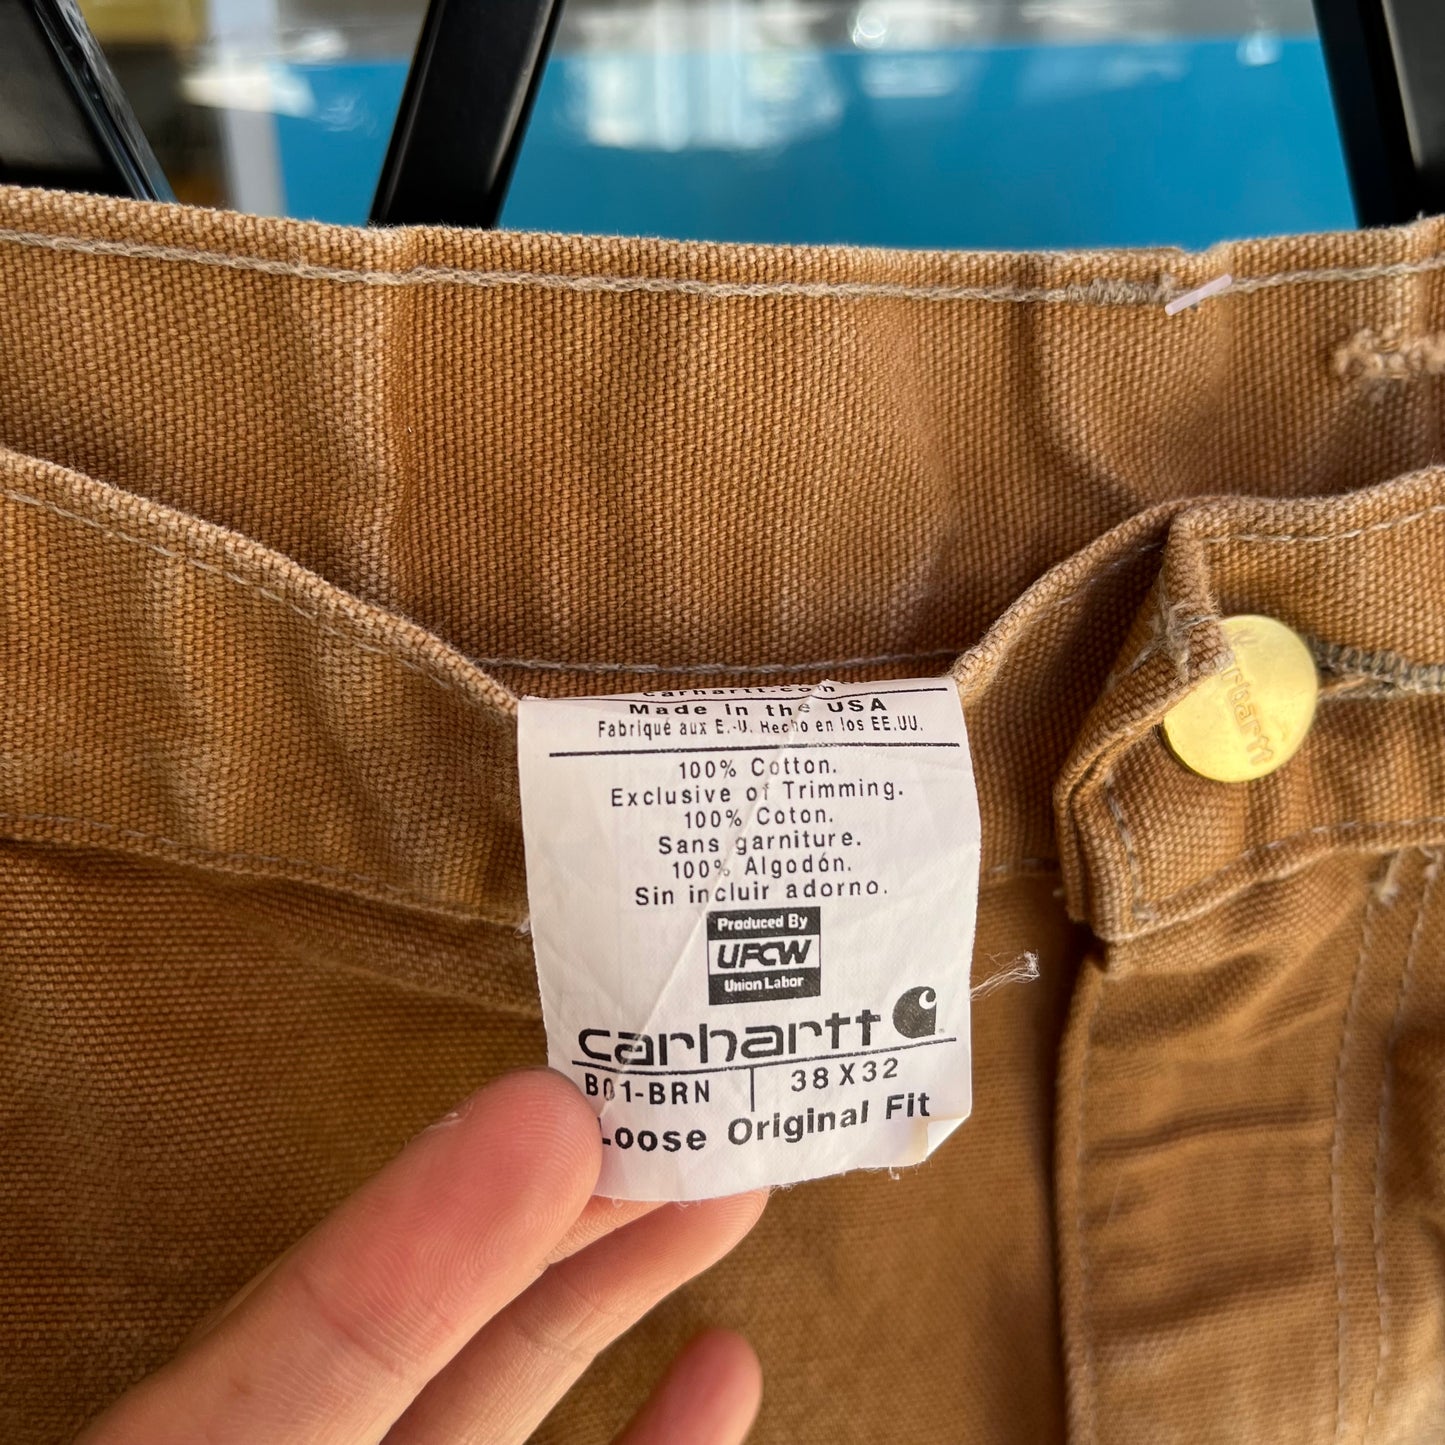 carhartt.com
Made in the USA
Fabriqué aux E.-U. Hecho en los EE.UU.
100% Cotton.
Exclusive of Trimming.
100% Coton.
Sans garniture.
100% Algodón.
Sin incluir adorno.
Produced By
UFCW
Union Labor
carhartt
B01-BRN | 38 X 32
Loose Original Fit
carhartt